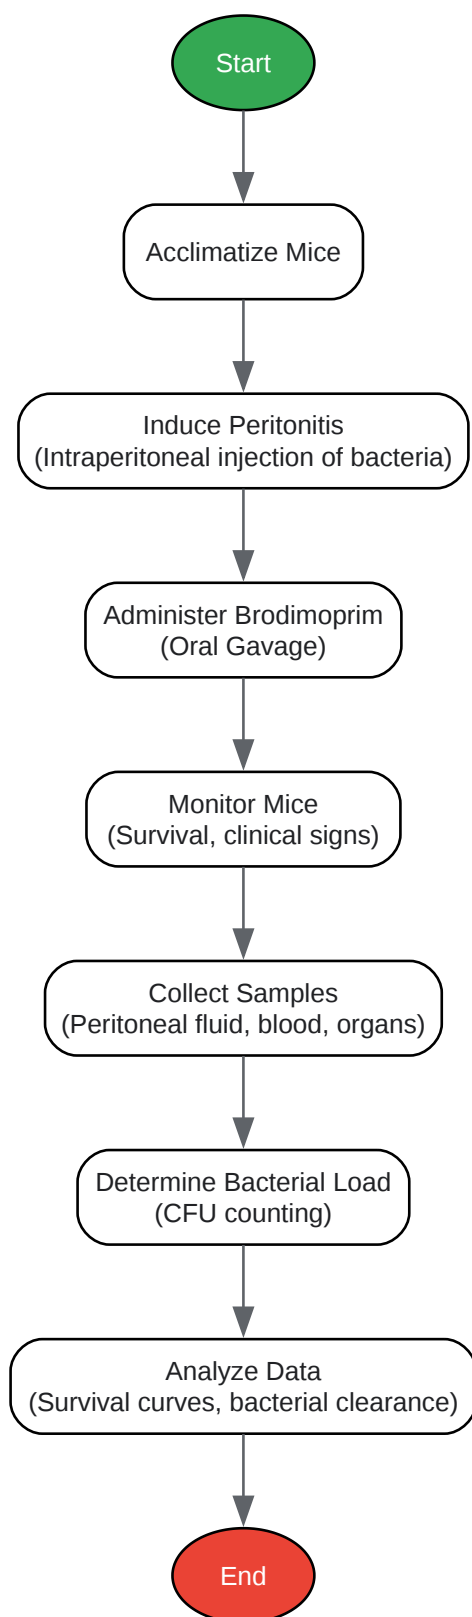 Start
Acclimatize Mice
Induce Peritonitis
(Intraperitoneal injection of bacteria)
Administer Brodimoprim
(Oral Gavage)
Monitor Mice
(Survival, clinical signs)
Collect Samples
(Peritoneal fluid, blood, organs)
Determine Bacterial Load
(CFU counting)
Analyze Data
(Survival curves, bacterial clearance)
End